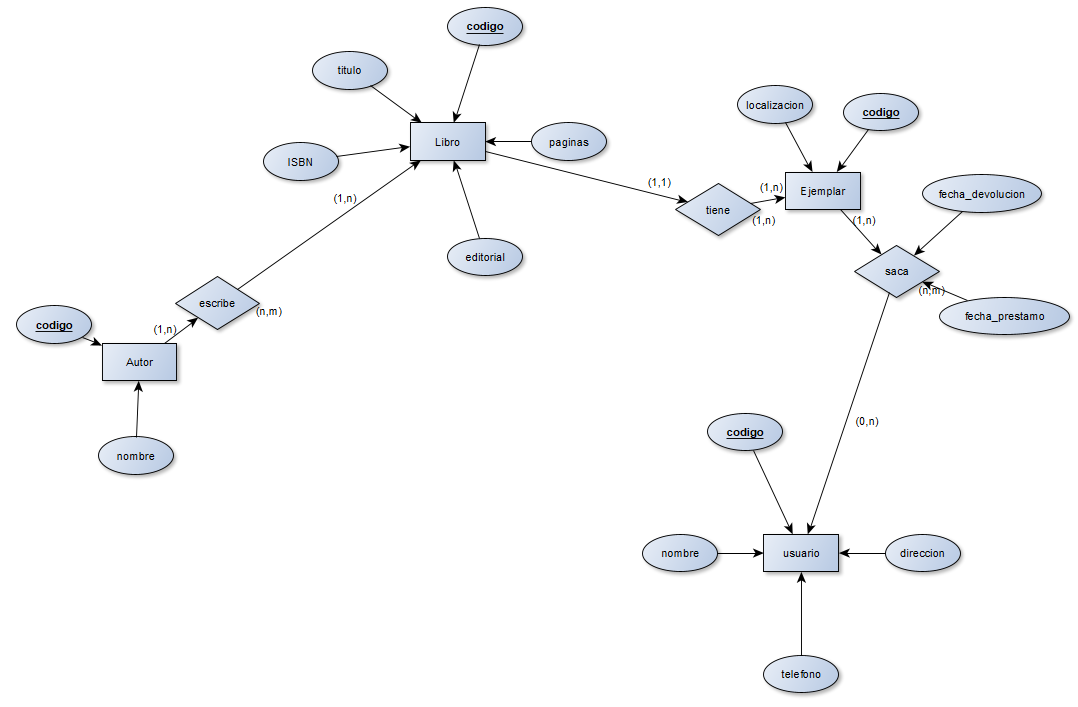 codigo
titulo
Libro
paginas
ISBN
editorial
localizacion
codigo
Ejemplar
(1,1)
(1,n)
tiene
(1,n)
fecha_devolucion
(1,n)
saca
(n,m)
fecha_prestamo
(1,n)
escribe
(n,m)
codigo
(1,n)
Autor
nombre
(0,n)
codigo
nombre
usuario
direccion
telefono